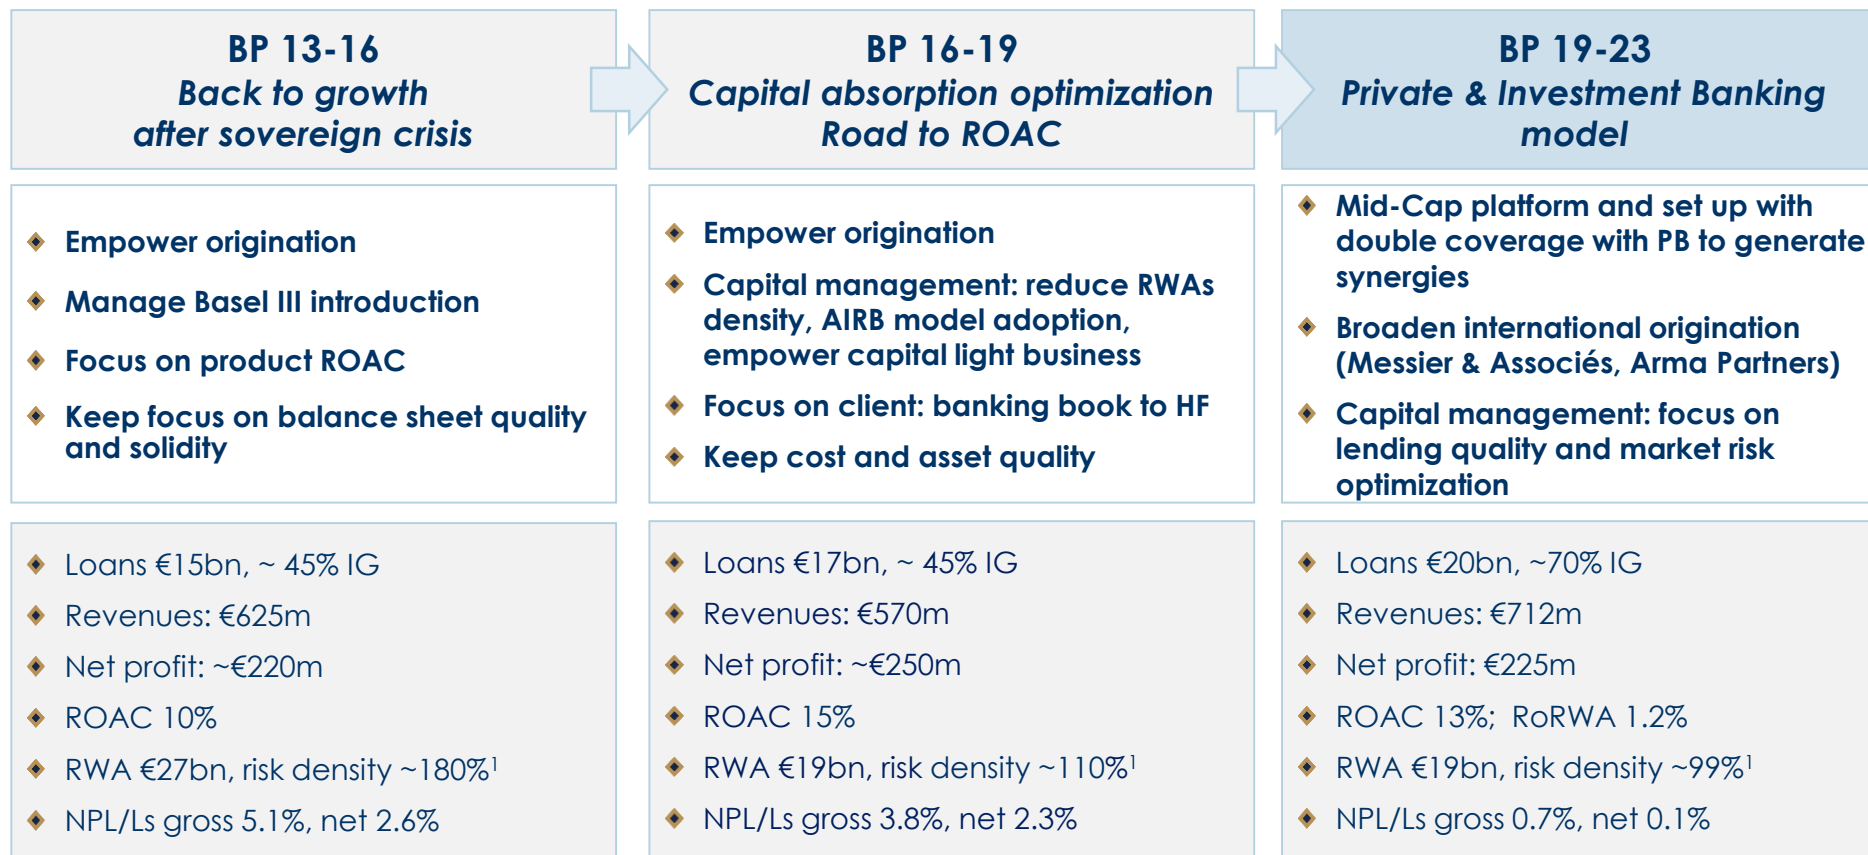 BP 13-16
Back to growth
after sovereign crisis
Empower origination
Manage Basel III introduction
Focus on product ROAC
Keep focus on balance sheet quality
and solidity
Loans €15bn, ~ 45% IG
Revenues: €625m
Net profit: ~€220m
ROAC 10%
RWA €27bn, risk density ~180%¹
NPL/Ls gross 5.1%, net 2.6%
BP 16-19
Capital absorption optimization
Road to ROAC
Empower origination
Capital management: reduce RWAs
density, AIRB model adoption,
empower capital light business
Focus on client: banking book to HF
Keep cost and asset quality
Loans €17bn, ~ 45% IG
Revenues: €570m
Net profit: ~€250m
ROAC 15%
RWA €19bn, risk density ~110%¹
NPL/Ls gross 3.8%, net 2.3%
BP 19-23
Private & Investment Banking
model
Mid-Cap platform and set up with
double coverage with PB to generate
synergies
Broaden international origination
(Messier & Associés, Arma Partners)
Capital management: focus on
lending quality and market risk
optimization
Loans €20bn, ~70% IG
Revenues: €712m
Net profit: €225m
ROAC 13%; RoRWA 1.2%
RWA €19bn, risk density ~99%¹
NPL/Ls gross 0.7%, net 0.1%